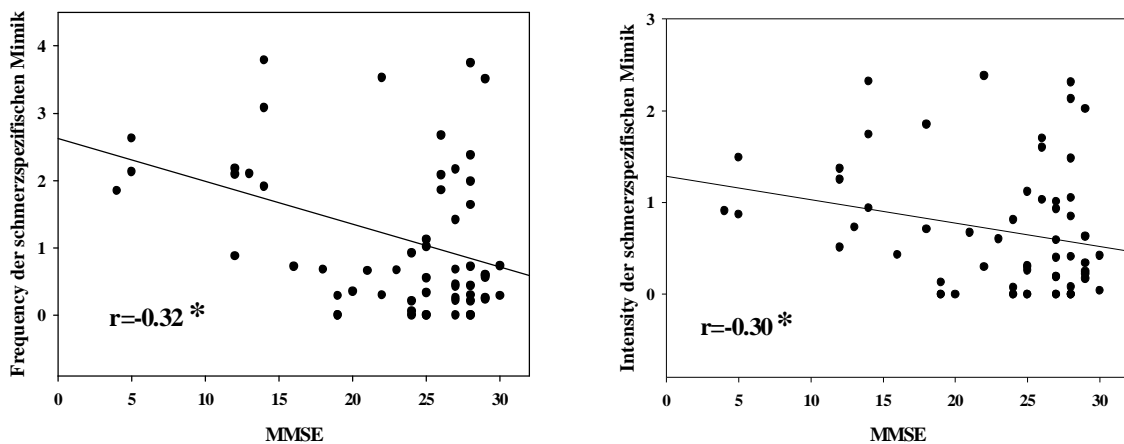 Frequency der schmerzspezifischen Mimik
4
3
2
1
0
r=-0.32 *
0 5 10 15 20 25 30
MMSE
Intensity der schmerzspezifischen Mimik
3
2
1
0
r=-0.30 *
0 5 10 15 20 25 30
MMSE